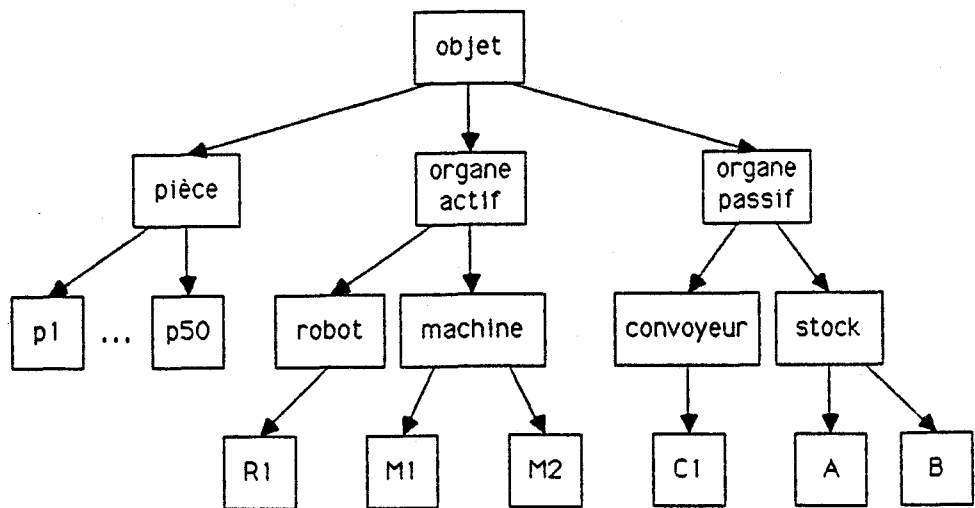 objet
pièce
organe
actif
organe
passif
p1 ... p50
robot
machine
convoyeur
stock
R1
M1
M2
C1
A
B